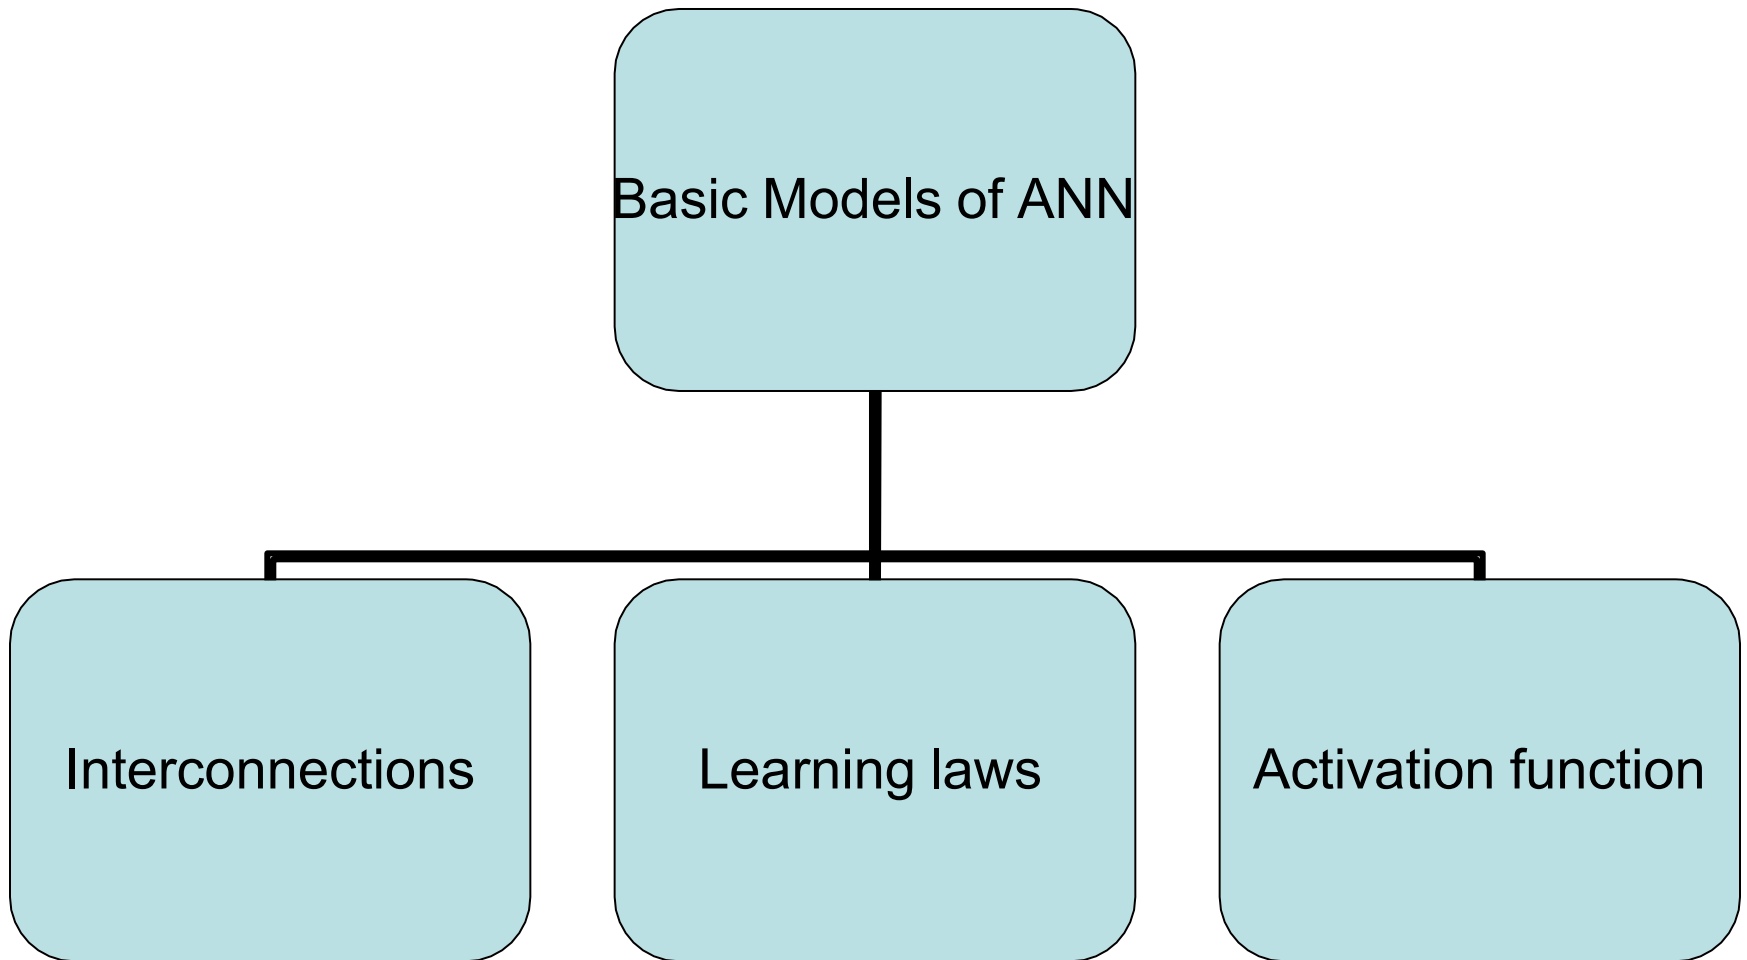 Basic Models of ANN
Interconnections
Learning laws
Activation function